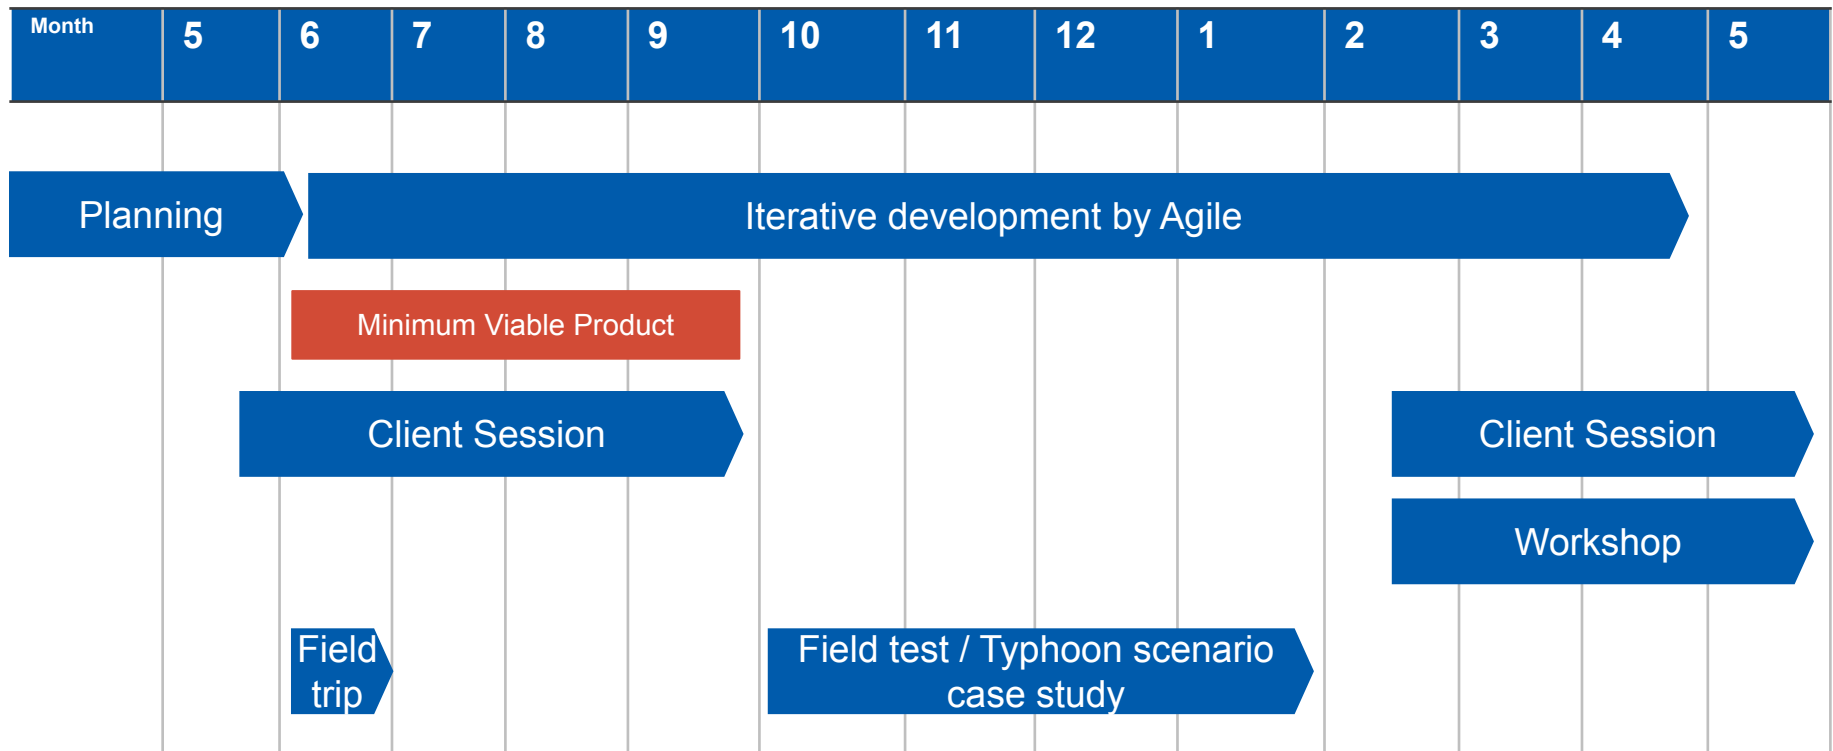 Month 5 6 7 8 9 10 11 12 1 2 3 4 5
Planning
Iterative development by Agile
Minimum Viable Product
Client Session
Client Session
Workshop
Field
trip
Field test / Typhoon scenario
case study